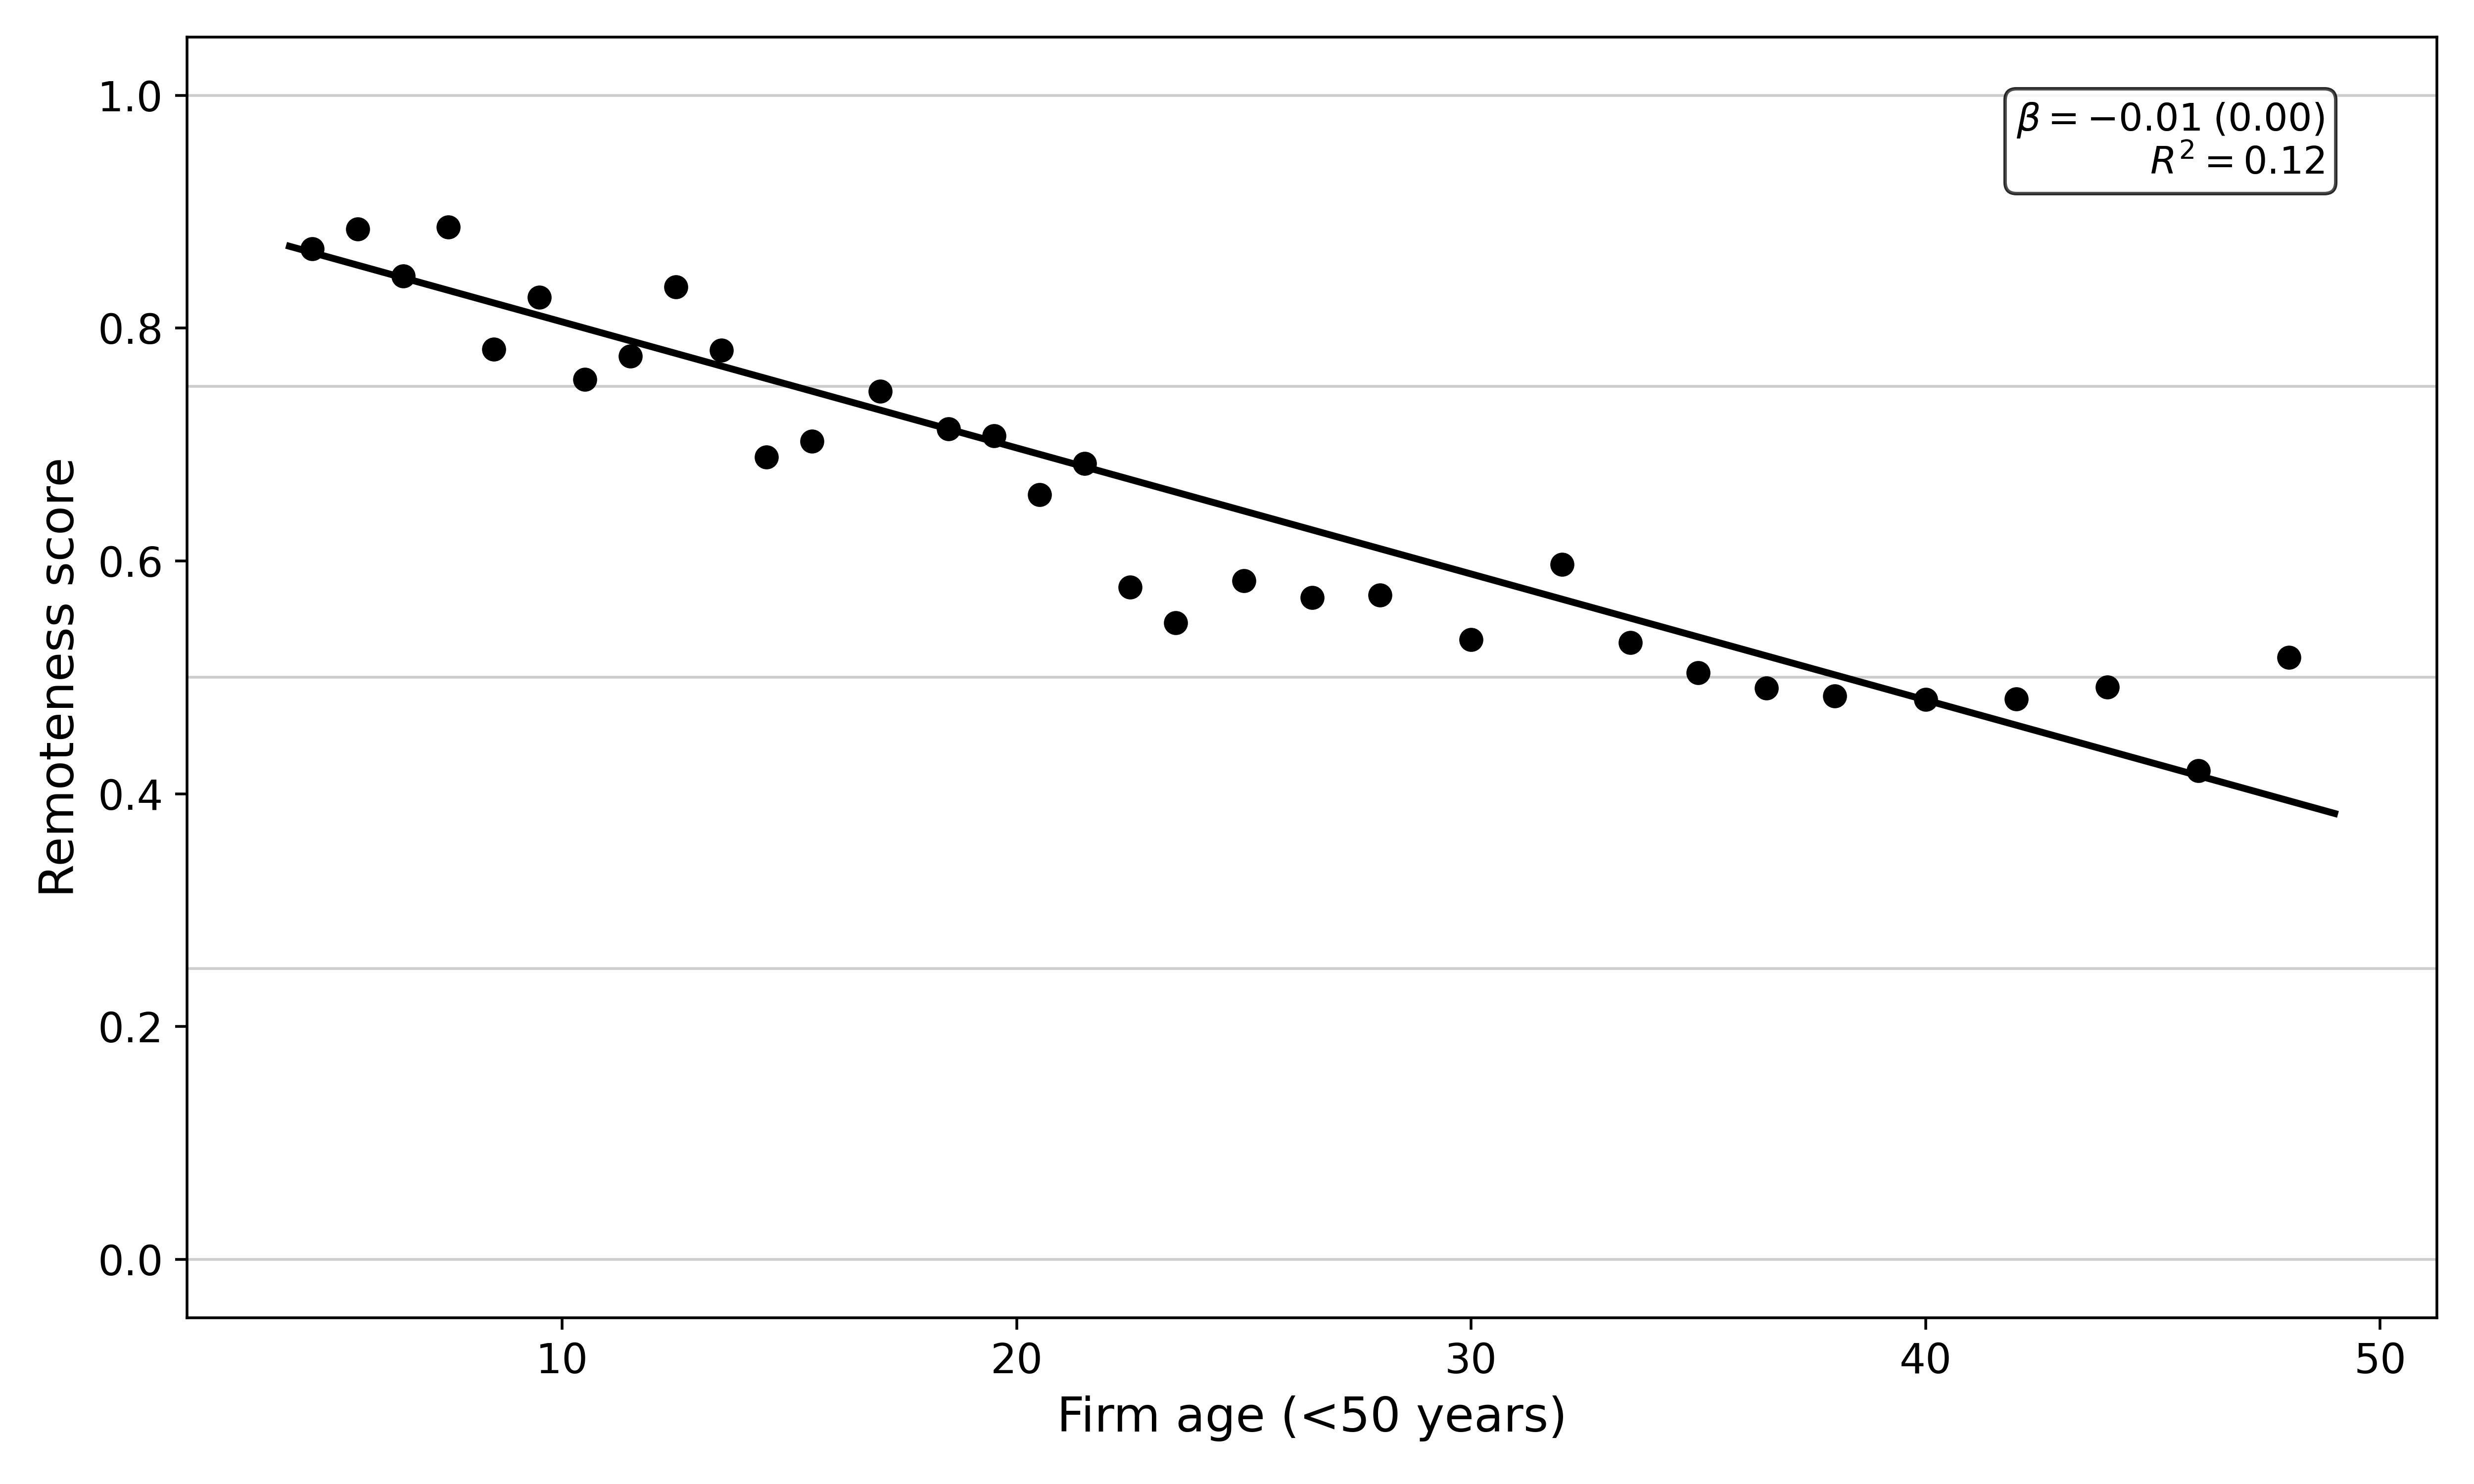 β = −0.01 (0.00)
R² = 0.12
Remoteness score
1.0
0.8
0.6
0.4
0.2
0.0
10
20
30
40
50
Firm age (<50 years)